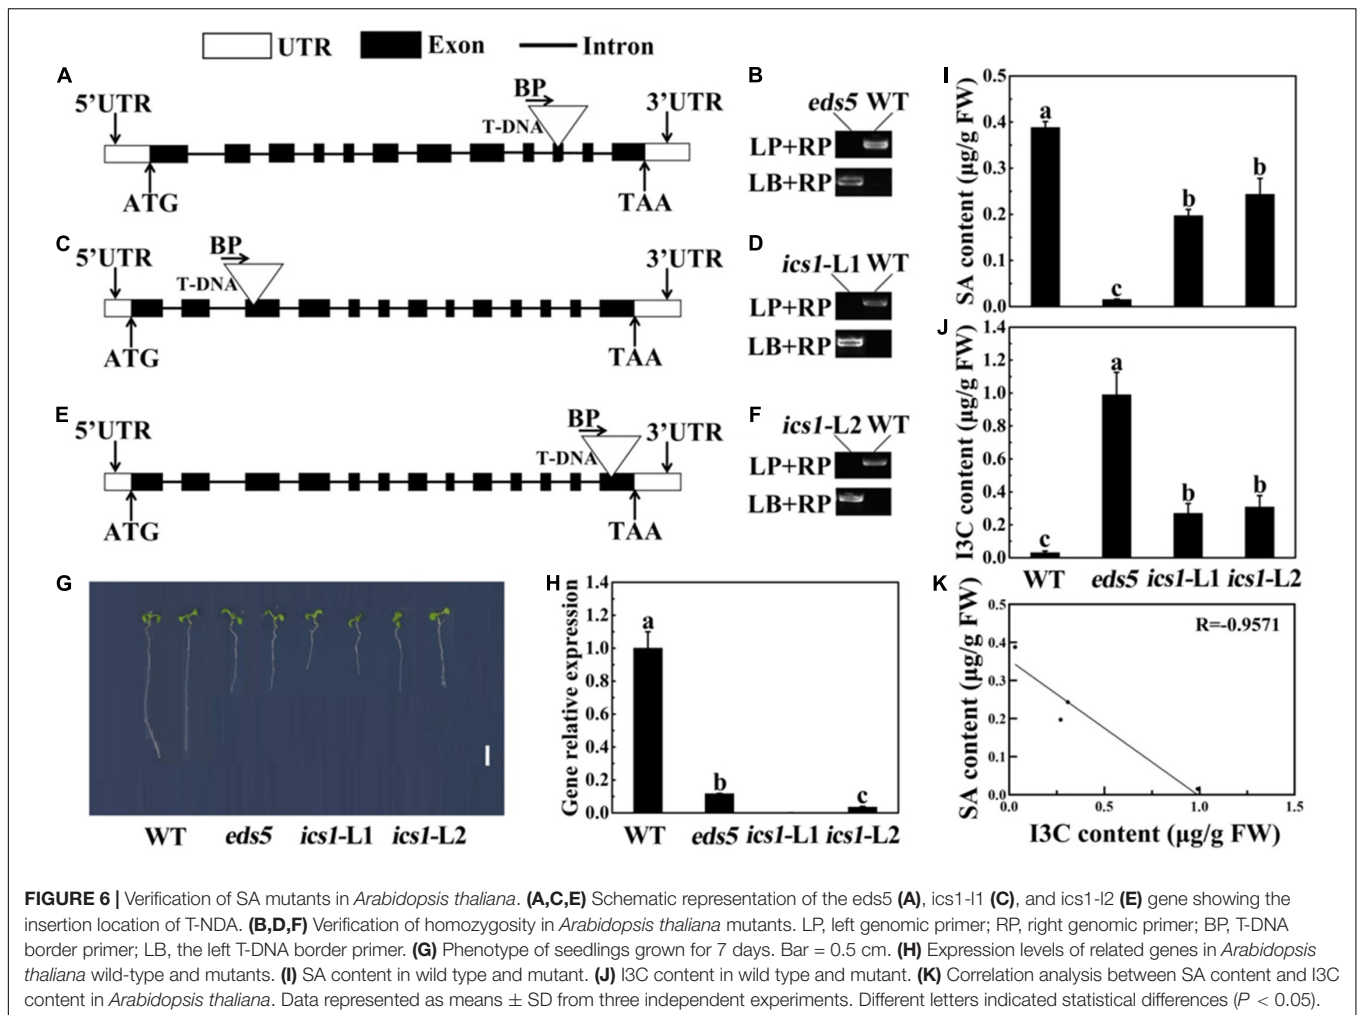 UTR Exon Intron
A
5'UTR
BP
T-DNA
3'UTR
ATG
TAA
B
eds5 WT
LP+RP
LB+RP
C
5'UTR
BP
T-DNA
3'UTR
ATG
TAA
D
ics1-L1 WT
LP+RP
LB+RP
E
5'UTR
BP
T-DNA
3'UTR
ATG
TAA
F
ics1-L2 WT
LP+RP
LB+RP
G
WT eds5 ics1-L1 ics1-L2
H
Gene relative expression
1.4
1.2
1.0
0.8
0.6
0.4
0.2
0.0
a
b
c
WT eds5 ics1-L1 ics1-L2
I
SA content (μg/g FW)
0.5
0.4
0.3
0.2
0.1
0.0
a
c
b
b
J
I3C content (μg/g FW)
1.4
1.2
1.0
0.8
0.6
0.4
0.2
0.0
c
a
b
b
WT eds5 ics1-L1 ics1-L2
K
SA content (μg/g FW)
0.5
0.4
0.3
0.2
0.1
0.0
R=-0.9571
0.0 0.5 1.0 1.5
I3C content (μg/g FW)
FIGURE 6 | Verification of SA mutants in Arabidopsis thaliana. (A,C,E) Schematic representation of the eds5 (A), ics1-l1 (C), and ics1-l2 (E) gene showing the
insertion location of T-NDA. (B,D,F) Verification of homozygosity in Arabidopsis thaliana mutants. LP, left genomic primer; RP, right genomic primer; BP, T-DNA
border primer; LB, the left T-DNA border primer. (G) Phenotype of seedlings grown for 7 days. Bar = 0.5 cm. (H) Expression levels of related genes in Arabidopsis
thaliana wild-type and mutants. (I) SA content in wild type and mutant. (J) I3C content in wild type and mutant. (K) Correlation analysis between SA content and I3C
content in Arabidopsis thaliana. Data represented as means ± SD from three independent experiments. Different letters indicated statistical differences (P < 0.05).